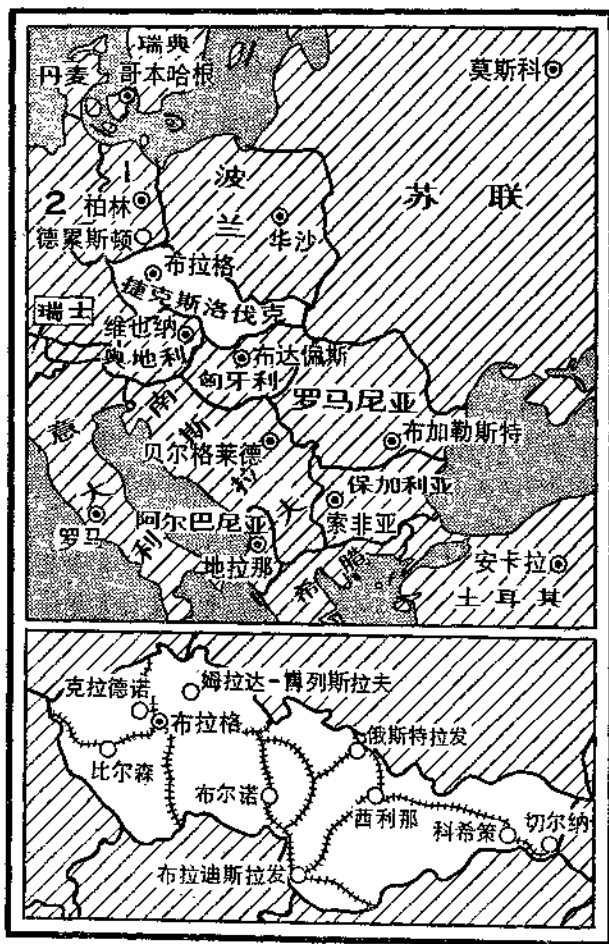 瑞典
丹麦
哥本哈根
莫斯科
1
波兰
2
柏林
苏联
华沙
德累斯顿
布拉格
捷克斯洛伐克
瑞士
维也纳
奥地利
布达佩斯
匈牙利
罗马尼亚
南斯拉夫
意大利
布加勒斯特
贝尔格莱德
保加利亚
阿尔巴尼亚
索非亚
罗马
地拉那
希腊
安卡拉
土耳其
克拉德诺
姆拉达-博列斯拉夫
布拉格
俄斯特拉发
比尔森
布尔诺
西利那
科希策
切尔纳
布拉迪斯拉发